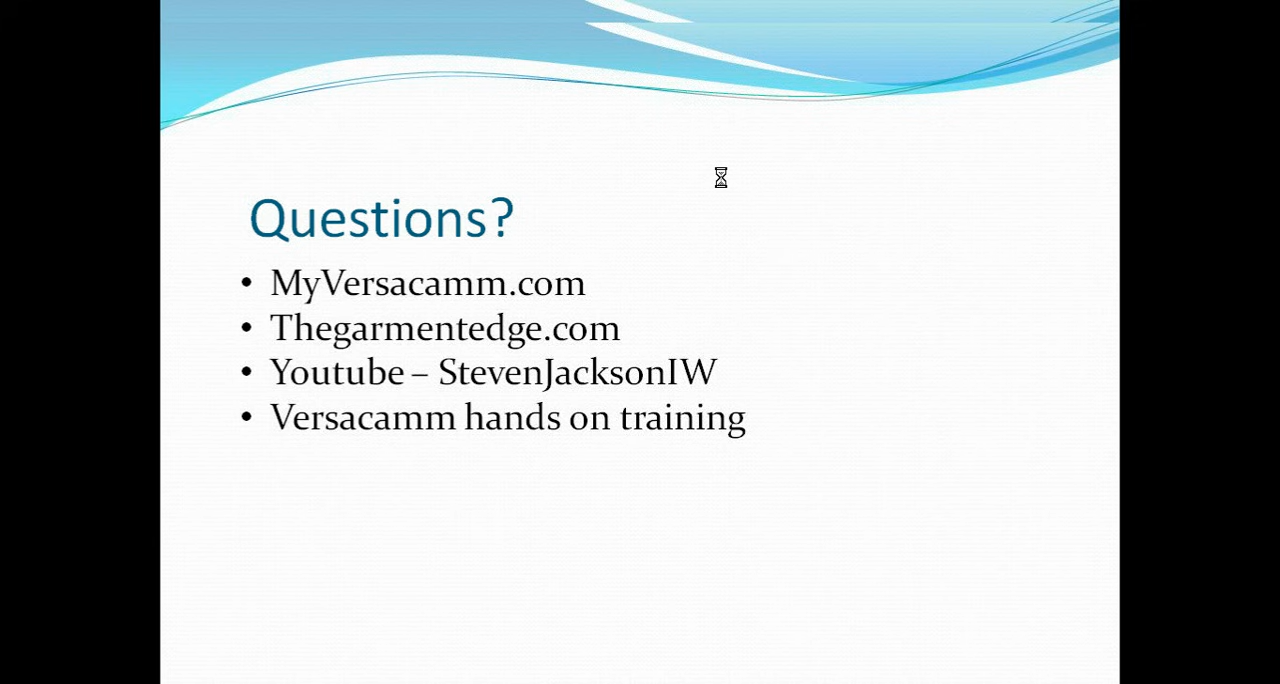 Questions?
• MyVersacamm.com
• Thegarmentedge.com
• Youtube – StevenJacksonIW
• Versacamm hands on training